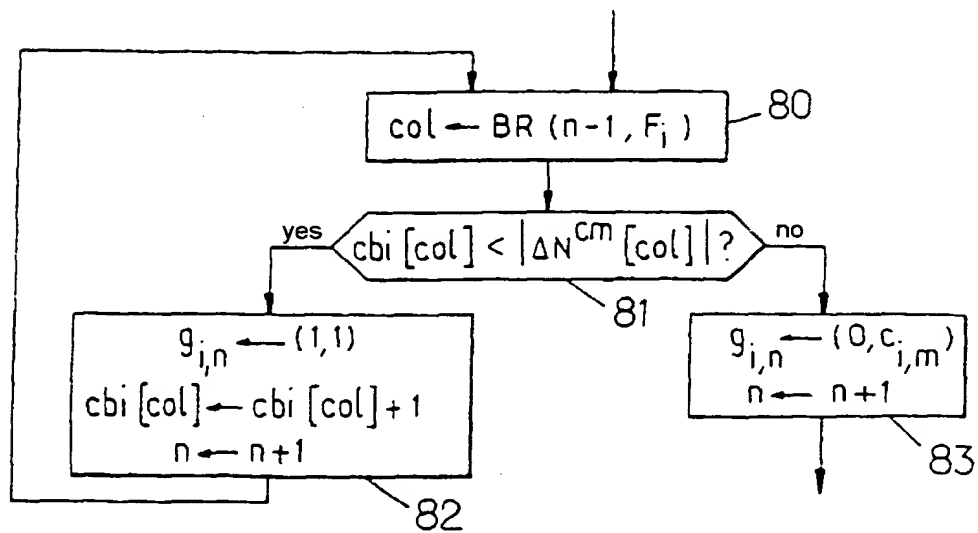 col ← BR (n-1, F_i)
80
yes
cbi [col] < |ΔN^cm [col]| ?
no
81
g_i,n ← (1,1)
cbi [col] ← cbi [col] + 1
n ← n+1
82
g_i,n ← (0, c_i,m)
n ← n+1
83